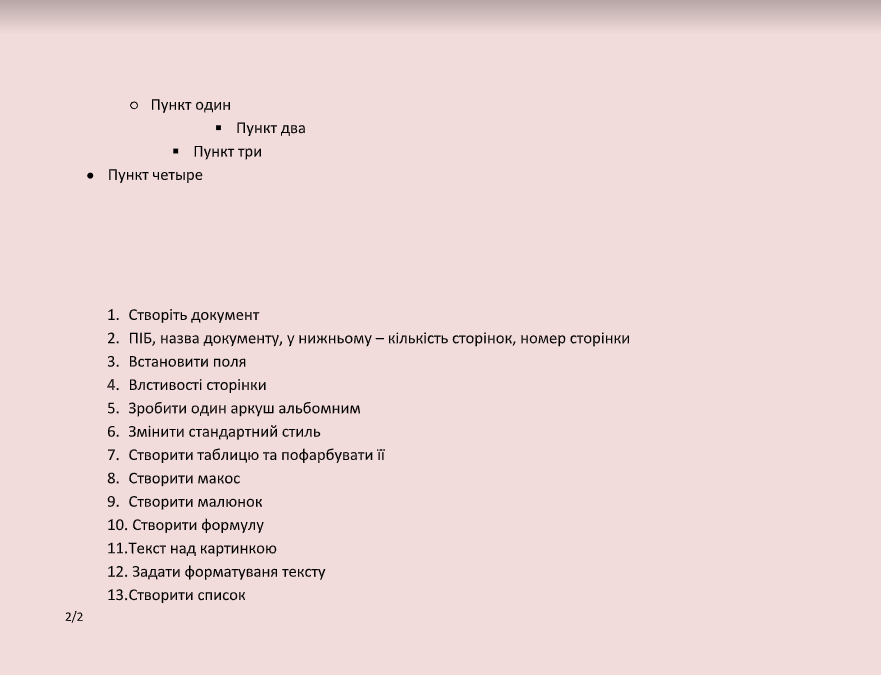 ○ Пункт один
▪ Пункт два
▪ Пункт три
● Пункт четыре
1. Створіть документ
2. ПІБ, назва документу, у нижньому – кількість сторінок, номер сторінки
3. Встановити поля
4. Влстивості сторінки
5. Зробити один аркуш альбомним
6. Змінити стандартний стиль
7. Створити таблицю та пофарбувати її
8. Створити макос
9. Створити малюнок
10. Створити формулу
11.Текст над картинкою
12. Задати форматуваня тексту
13.Створити список
2/2